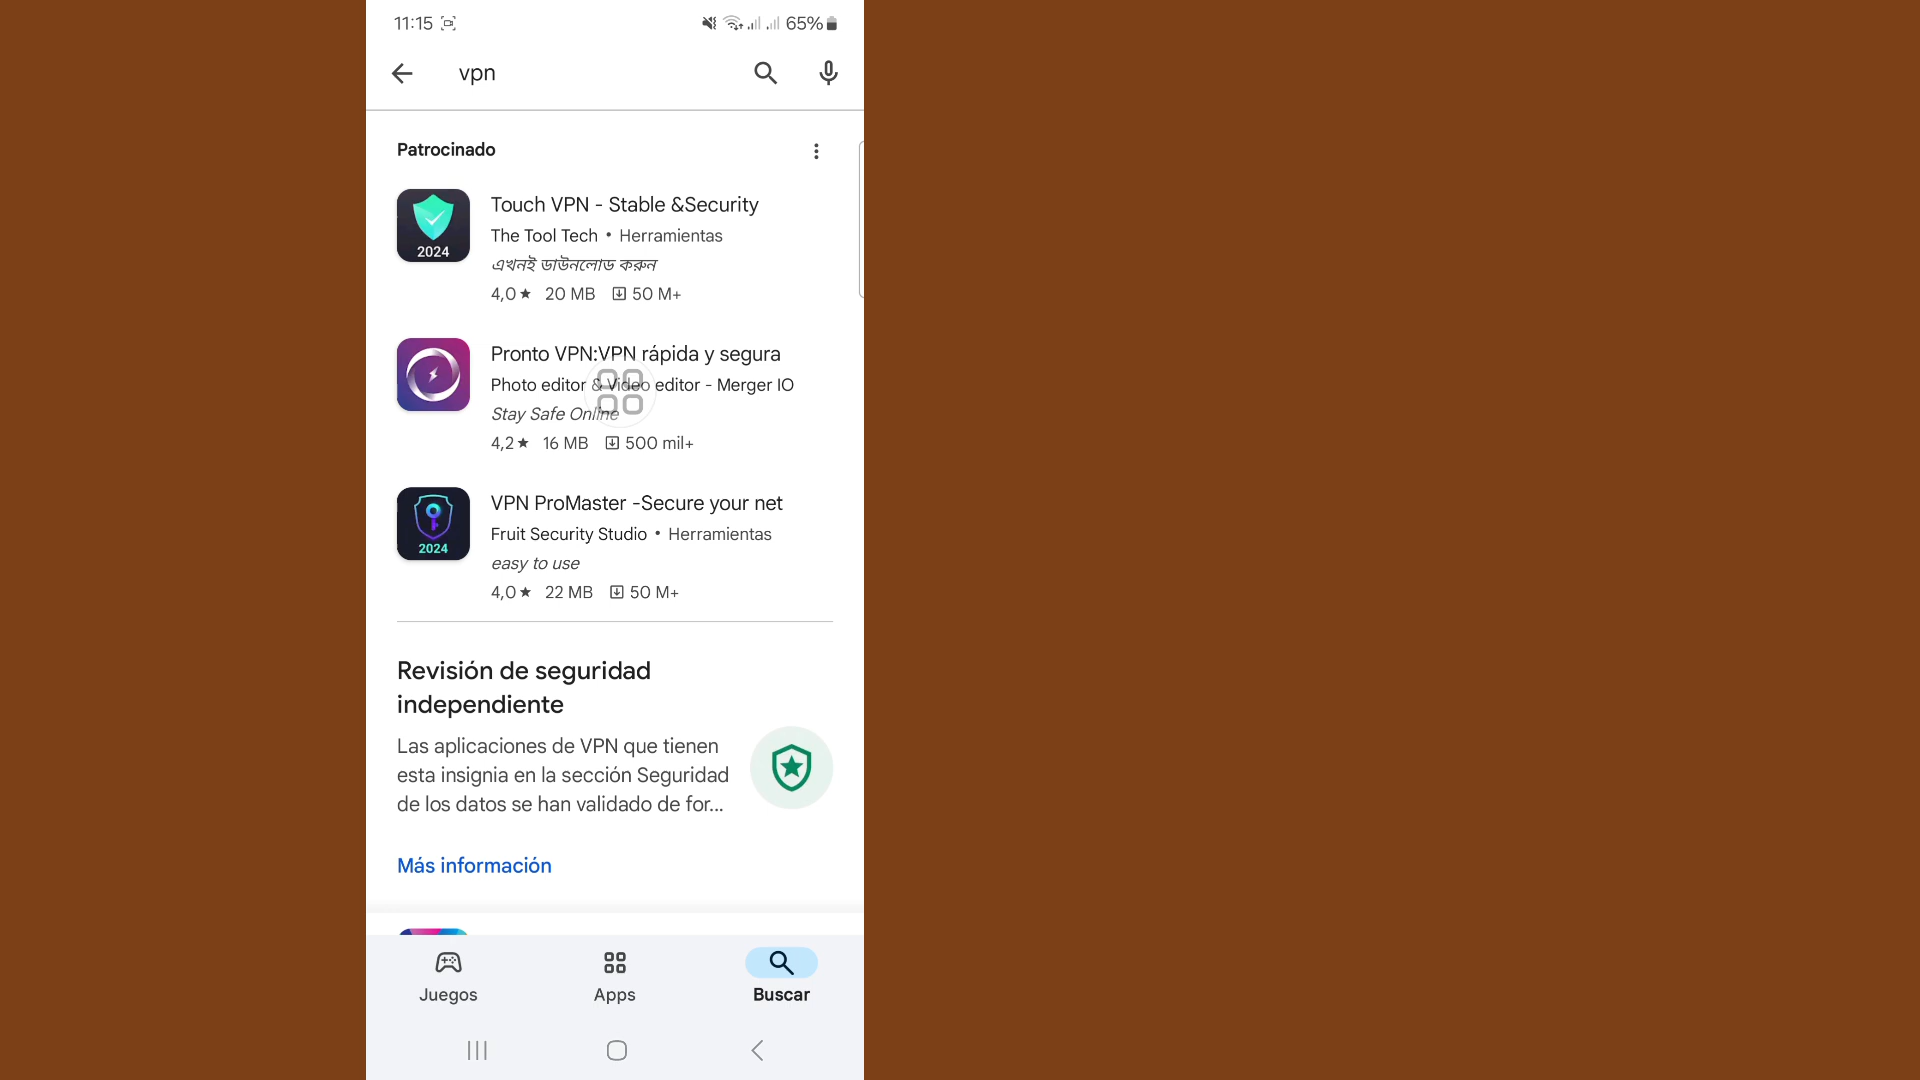 11:15 65%
vpn
Patrocinado
Touch VPN - Stable &Security
The Tool Tech • Herramientas
এখনই ডাউনলোড করুন
4,0★ 20 MB 50 M+
2024
Pronto VPN:VPN rápida y segura
Photo editor & Video editor - Merger IO
Stay Safe Online
4,2★ 16 MB 500 mil+
VPN ProMaster -Secure your net
Fruit Security Studio • Herramientas
easy to use
4,0★ 22 MB 50 M+
2024
Revisión de seguridad
independiente
Las aplicaciones de VPN que tienen
esta insignia en la sección Seguridad
de los datos se han validado de for...
Más información
Juegos Apps Buscar